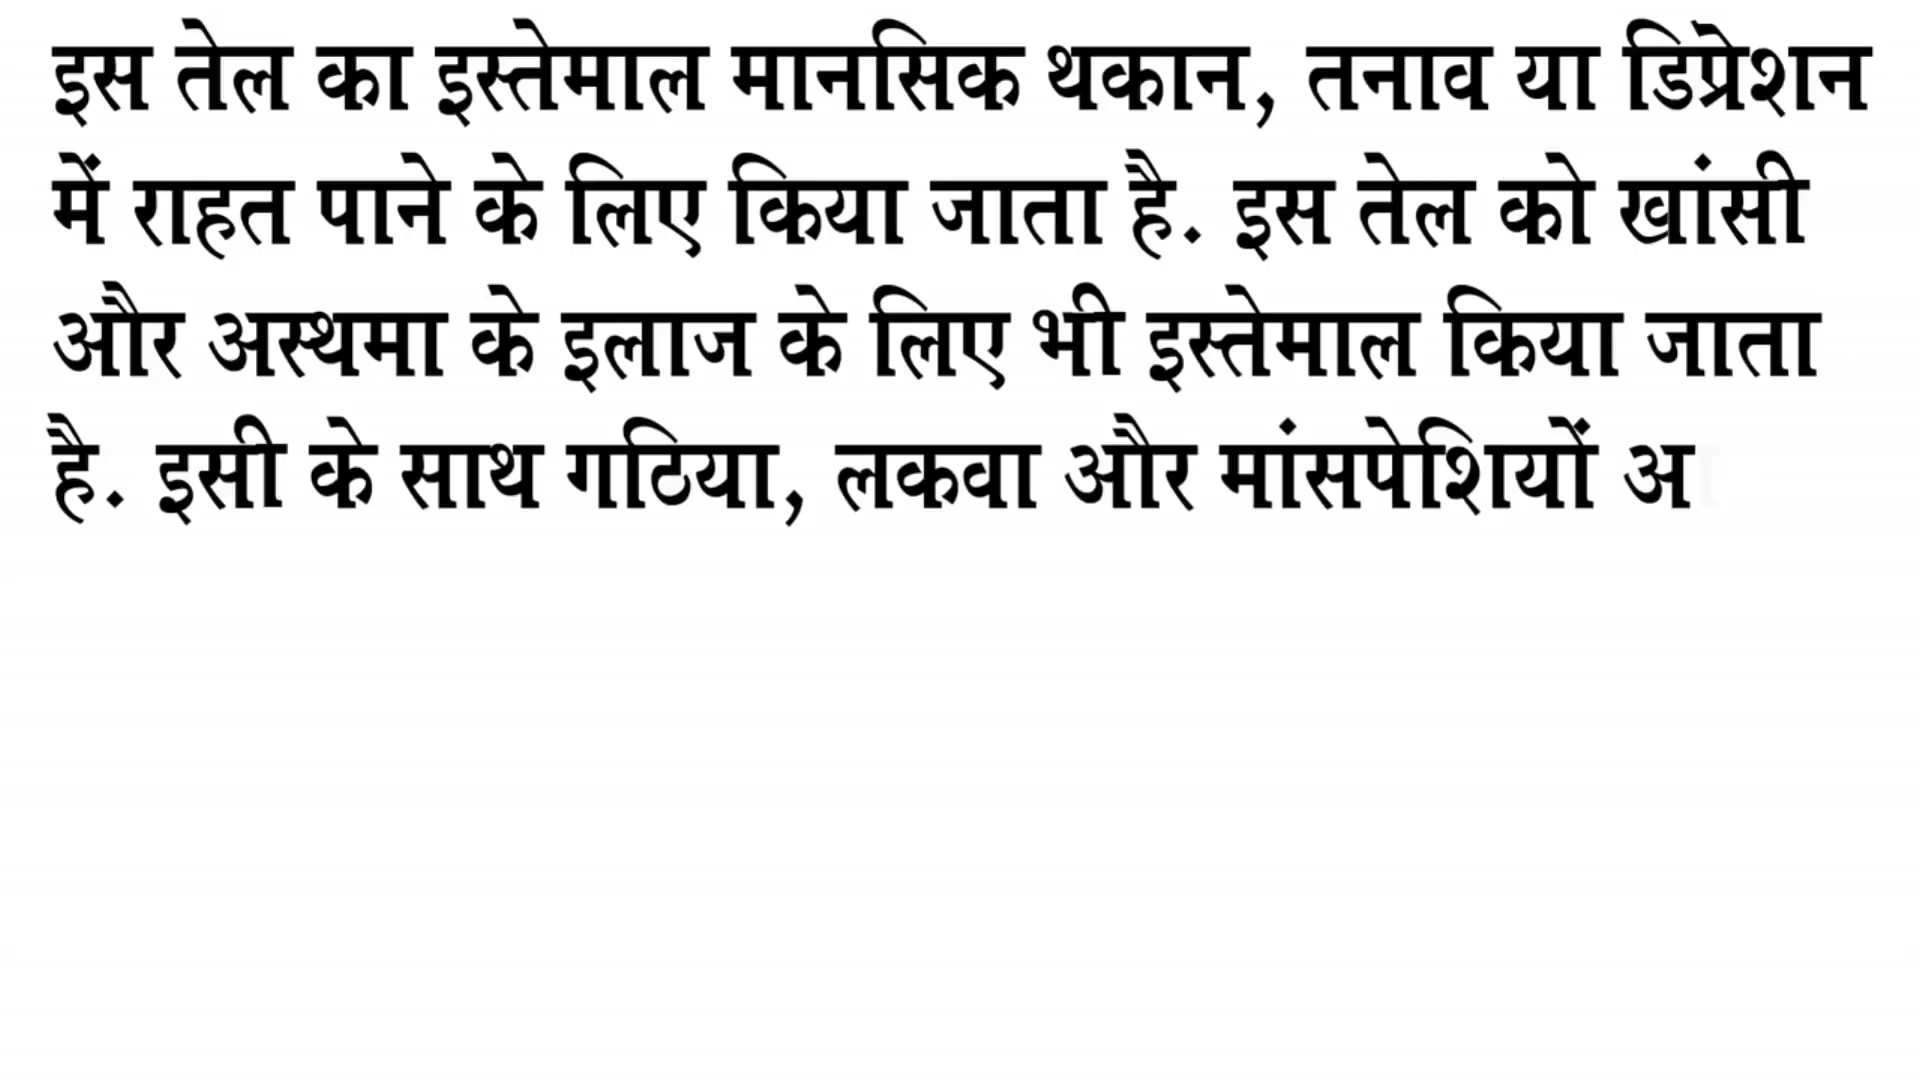 इस तेल का इस्तेमाल मानसिक थकान, तनाव या डिप्रेशन
में राहत पाने के लिए किया जाता है. इस तेल को खांसी
और अस्थमा के इलाज के लिए भी इस्तेमाल किया जाता
है. इसी के साथ गठिया, लकवा और मांसपेशियों अ